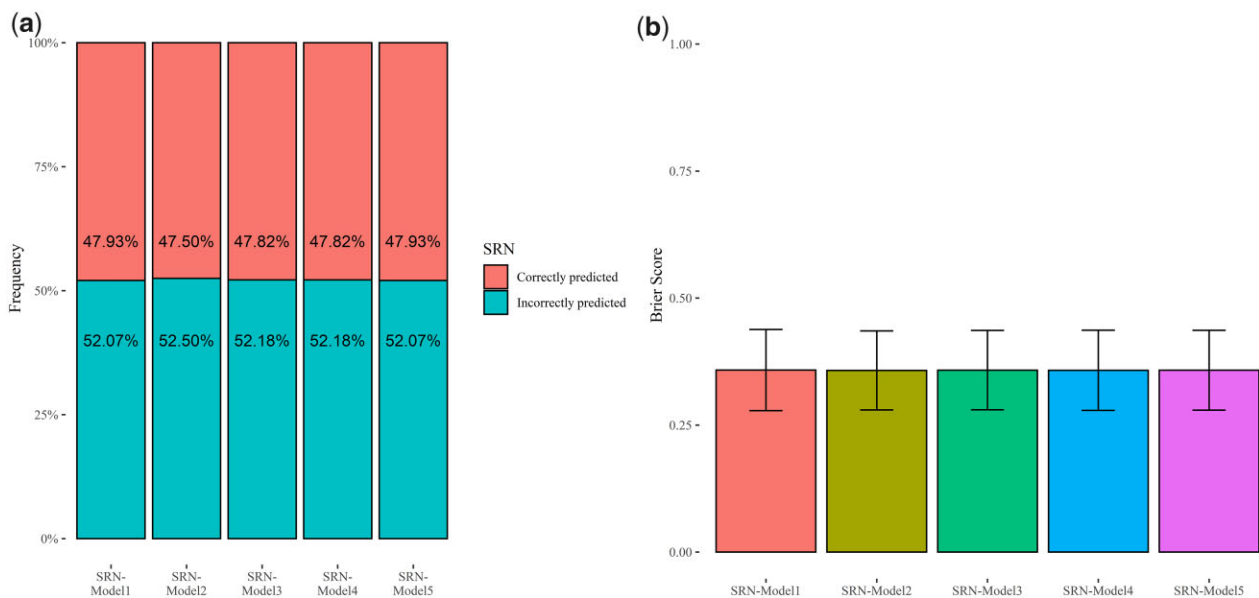 (a)
100%
75%
50%
25%
0%
Frequency
47.93% 47.50% 47.82% 47.82% 47.93%
52.07% 52.50% 52.18% 52.18% 52.07%
SRN- SRN- SRN- SRN- SRN-
Model1 Model2 Model3 Model4 Model5
SRN
Correctly predicted
Incorrectly predicted
(b)
1.00
0.75
0.50
0.25
0.00
Brier Score
SRN-Model1 SRN-Model2 SRN-Model3 SRN-Model4 SRN-Model5